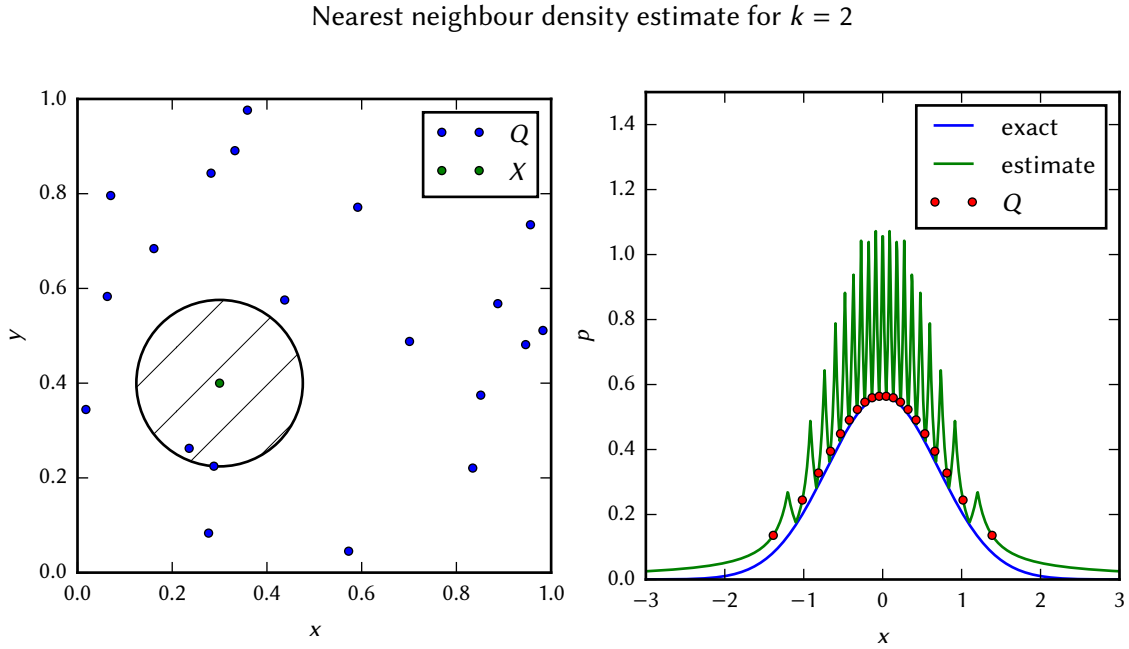 Nearest neighbour density estimate for k = 2
1.0
0.8
0.6
0.4
0.2
0.0
y
0.0 0.2 0.4 0.6 0.8 1.0
x
Q
X
1.4
1.2
1.0
0.8
0.6
0.4
0.2
0.0
p
−3 −2 −1 0 1 2 3
x
exact
estimate
Q